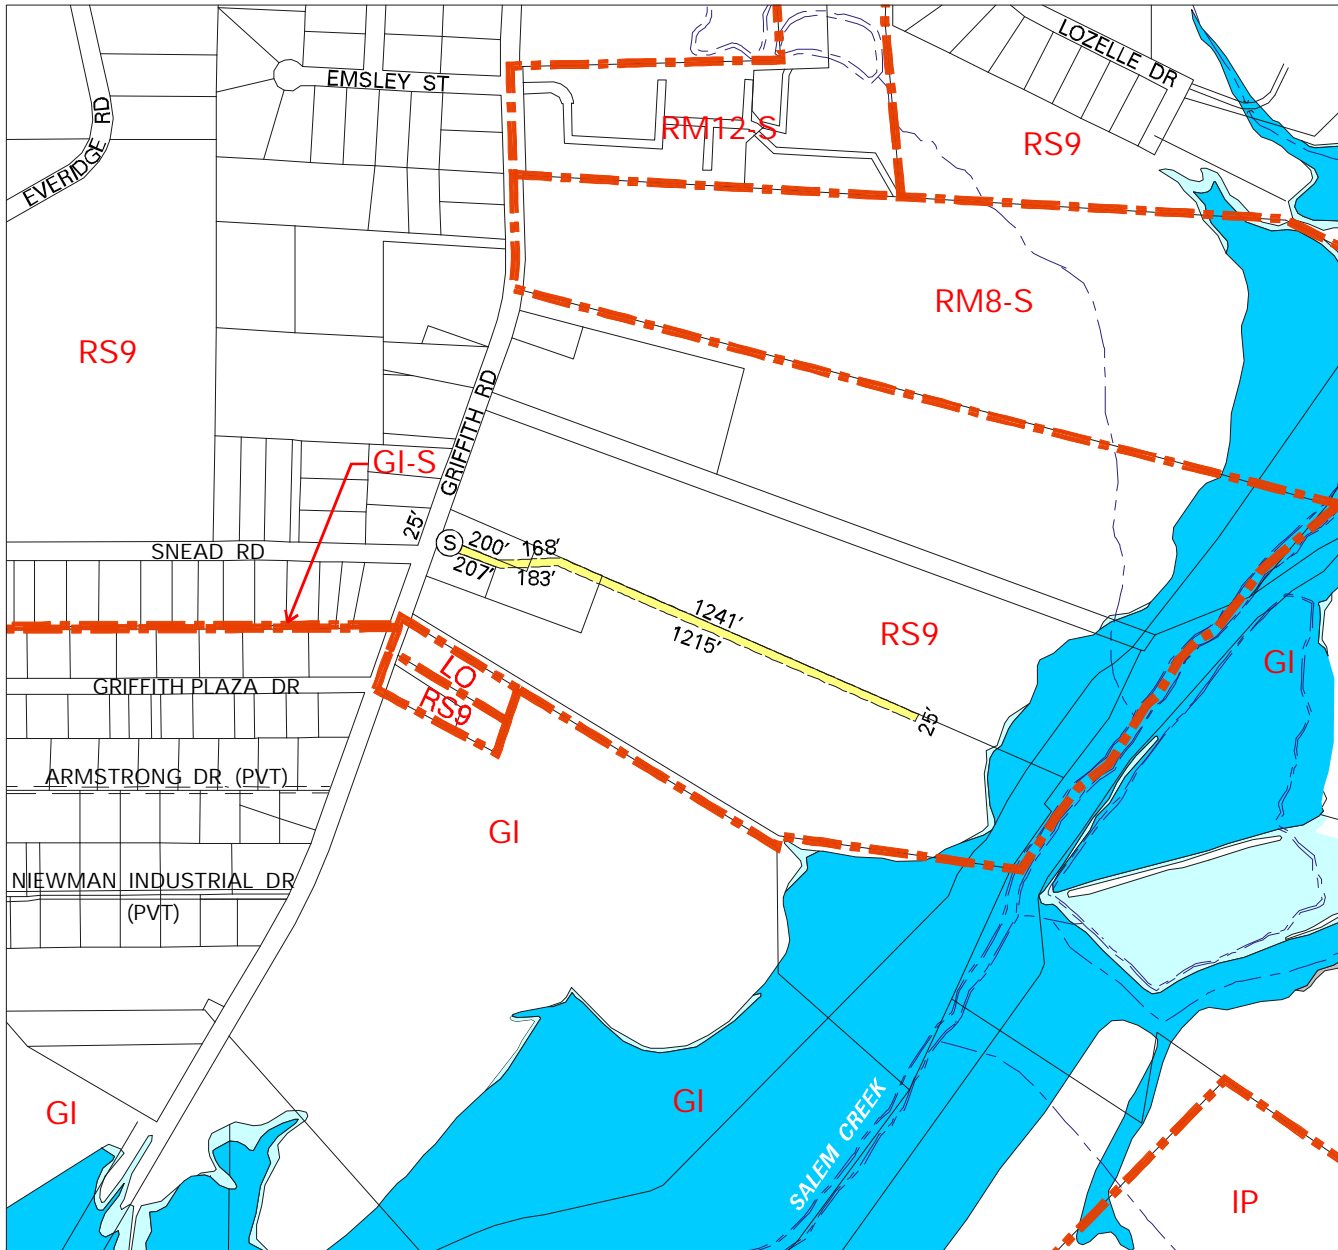 LOZELLE DR
EMSLEY ST
EVERIDGE RD
RM12-S
RS9
RM8-S
RS9
GRIFFITH RD
GI-S
25'
S
200'
168'
SNEAD RD
207'
183'
1241'
1215'
RS9
GI
LO
GRIFFITH PLAZA DR
RS9
25'
ARMSTRONG DR (PVT)
GI
NIEWMAN INDUSTRIAL DR
(PVT)
GI
GI
SALEM CREEK
IP